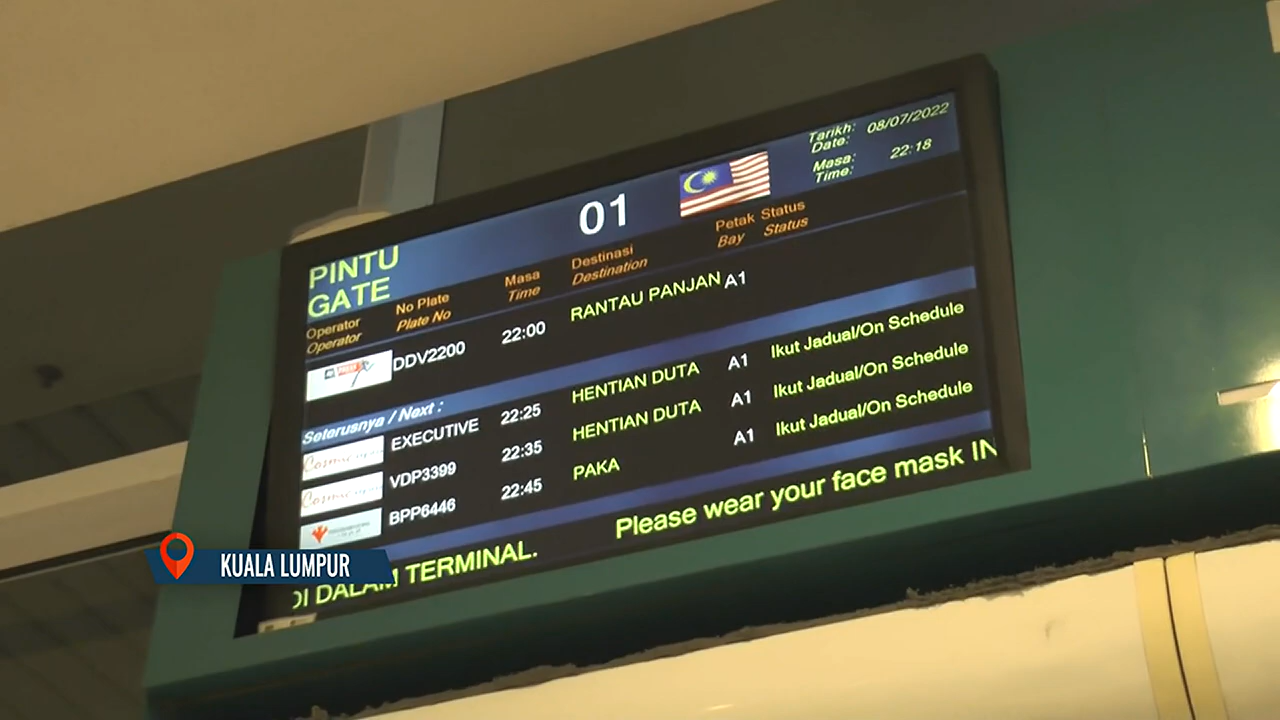 PINTU
GATE
01
Tarikh: 08/07/2022
Date:
Masa: 22:18
Time:
Operator No Plate Masa Destinasi Petak Status
Operator Plate No Time Destination Bay Status
DDV2200 22:00 RANTAU PANJAN A1
Seterusnya / Next :
EXECUTIVE 22:25 HENTIAN DUTA A1 Ikut Jadual/On Schedule
VDP3399 22:35 HENTIAN DUTA A1 Ikut Jadual/On Schedule
BPP6446 22:45 PAKA A1 Ikut Jadual/On Schedule
DI DALAM TERMINAL. Please wear your face mask IN
KUALA LUMPUR